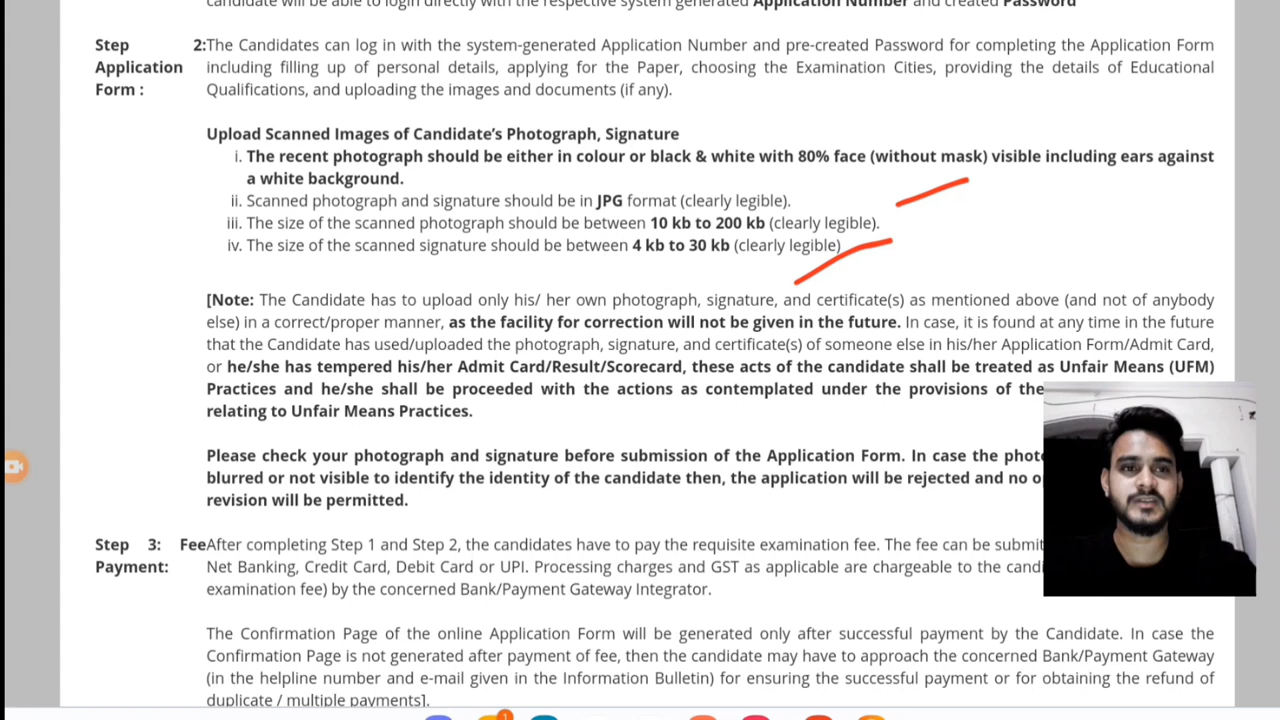 candidate will be able to login directly with the respective system generated Application Number and created Password
Step 2: The Candidates can log in with the system-generated Application Number and pre-created Password for completing the Application Form
Application including filling up of personal details, applying for the Paper, choosing the Examination Cities, providing the details of Educational
Form : Qualifications, and uploading the images and documents (if any).
Upload Scanned Images of Candidate's Photograph, Signature
i. The recent photograph should be either in colour or black & white with 80% face (without mask) visible including ears against
a white background.
ii. Scanned photograph and signature should be in JPG format (clearly legible).
iii. The size of the scanned photograph should be between 10 kb to 200 kb (clearly legible).
iv. The size of the scanned signature should be between 4 kb to 30 kb (clearly legible)
[Note: The Candidate has to upload only his/ her own photograph, signature, and certificate(s) as mentioned above (and not of anybody
else) in a correct/proper manner, as the facility for correction will not be given in the future. In case, it is found at any time in the future
that the Candidate has used/uploaded the photograph, signature, and certificate(s) of someone else in his/her Application Form/Admit Card,
or he/she has tempered his/her Admit Card/Result/Scorecard, these acts of the candidate shall be treated as Unfair Means (UFM)
Practices and he/she shall be proceeded with the actions as contemplated under the provisions of the
relating to Unfair Means Practices.
Please check your photograph and signature before submission of the Application Form. In case the phot
blurred or not visible to identify the identity of the candidate then, the application will be rejected and no o
revision will be permitted.
Step 3: Fee After completing Step 1 and Step 2, the candidates have to pay the requisite examination fee. The fee can be submit
Payment: Net Banking, Credit Card, Debit Card or UPI. Processing charges and GST as applicable are chargeable to the candi
examination fee) by the concerned Bank/Payment Gateway Integrator.
The Confirmation Page of the online Application Form will be generated only after successful payment by the Candidate. In case the
Confirmation Page is not generated after payment of fee, then the candidate may have to approach the concerned Bank/Payment Gateway
(in the helpline number and e-mail given in the Information Bulletin) for ensuring the successful payment or for obtaining the refund of
duplicate / multiple payments].